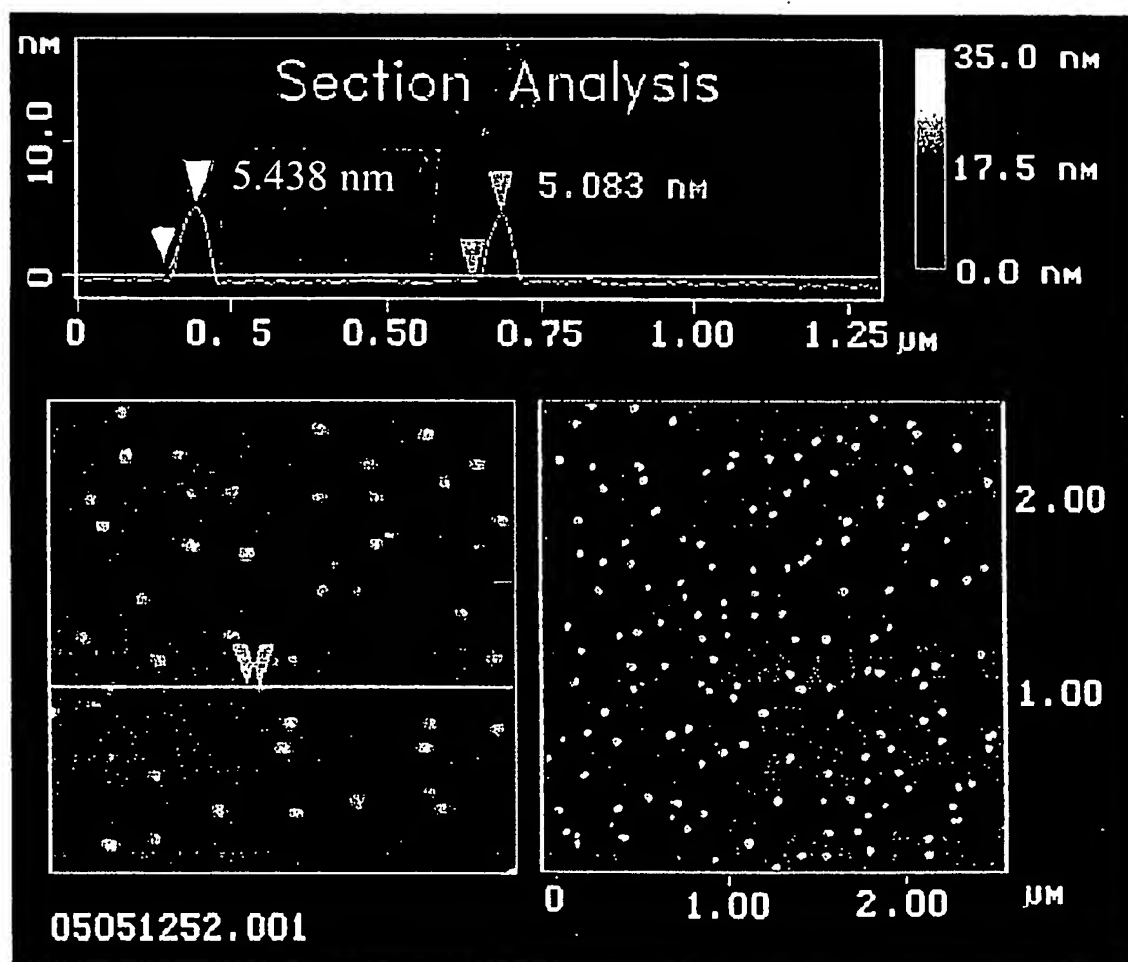 Section Analysis
nm
10.0
0
5.438 nm
5.083 nm
0 0. 5 0.50 0.75 1.00 1.25 μm
35.0 nm
17.5 nm
0.0 nm
2.00
1.00
0 1.00 2.00 μm
05051252.001